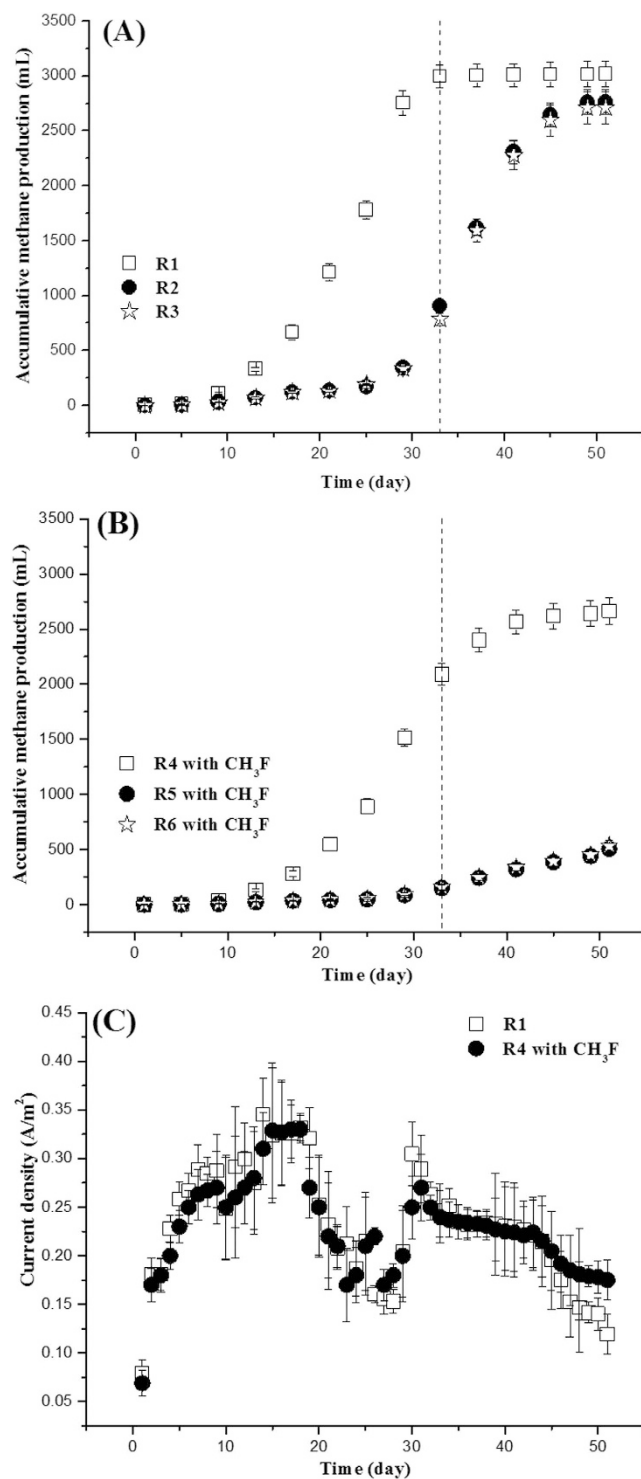 (A)
Accumulative methane production (mL)
3500
3000
2500
2000
1500
1000
500
0
R1
R2
R3
0 10 20 30 40 50
Time (day)
(B)
Accumulative methane production (mL)
3500
3000
2500
2000
1500
1000
500
0
R4 with CH₃F
R5 with CH₃F
R6 with CH₃F
0 10 20 30 40 50
Time (day)
(C)
Current density (A/m²)
0.45
0.40
0.35
0.30
0.25
0.20
0.15
0.10
0.05
R1
R4 with CH₃F
0 10 20 30 40 50
Time (day)